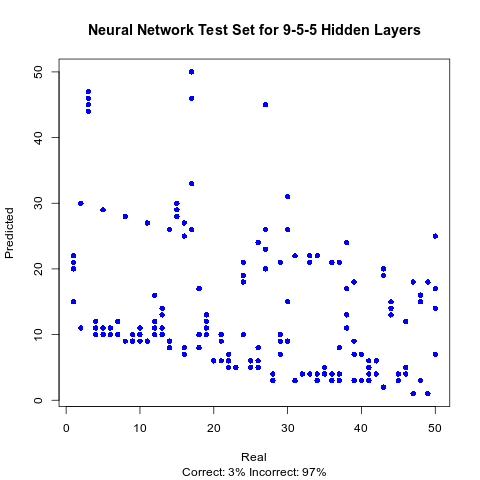 Neural Network Test Set for 9-5-5 Hidden Layers
Predicted
50
40
30
20
10
0
0 10 20 30 40 50
Real
Correct: 3% Incorrect: 97%